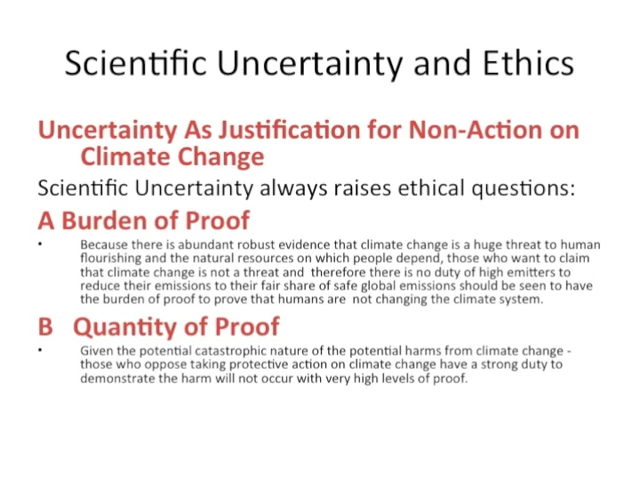 Scientific Uncertainty and Ethics
Uncertainty As Justification for Non-Action on
Climate Change
Scientific Uncertainty always raises ethical questions:
A Burden of Proof
• Because there is abundant robust evidence that climate change is a huge threat to human
flourishing and the natural resources on which people depend, those who want to claim
that climate change is not a threat and therefore there is no duty of high emitters to
reduce their emissions to their fair share of safe global emissions should be seen to have
the burden of proof to prove that humans are not changing the climate system.
B Quantity of Proof
• Given the potential catastrophic nature of the potential harms from climate change -
those who oppose taking protective action on climate change have a strong duty to
demonstrate the harm will not occur with very high levels of proof.